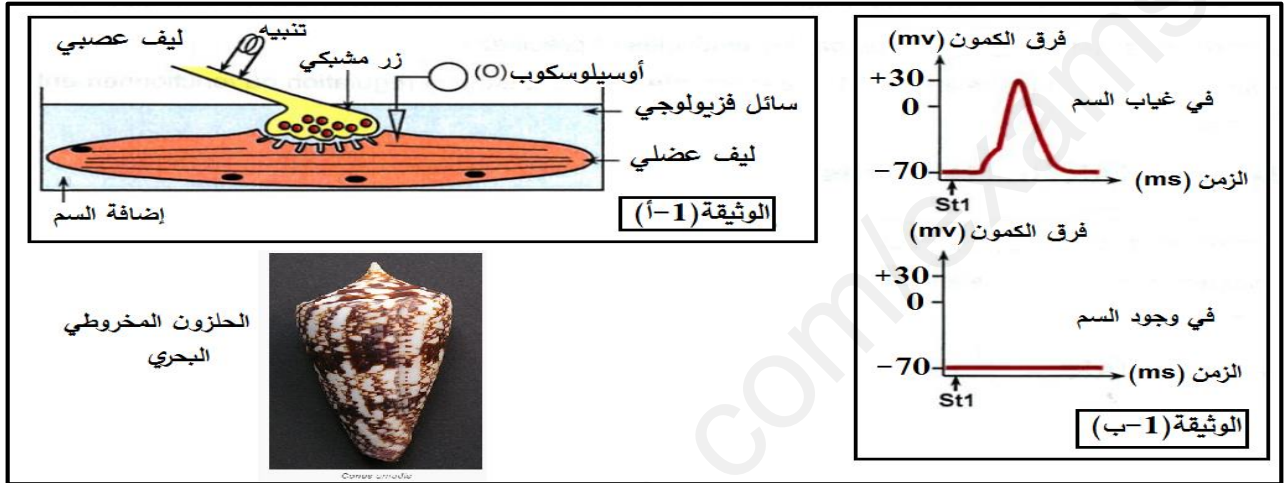 تنبيه
ليف عصبي
زر مشبكي
أوسيلوسكوب (O)
سائل فزيولوجي
ليف عضلي
إضافة السم
الوثيقة (1-أ)
الحلزون المخروطي
البحري
فرق الكمون (mv)
+30
0
في غياب السم
-70
الزمن (ms)
St1
فرق الكمون (mv)
+30
0
في وجود السم
-70
الزمن (ms)
St1
الوثيقة (1-ب)
com/exams